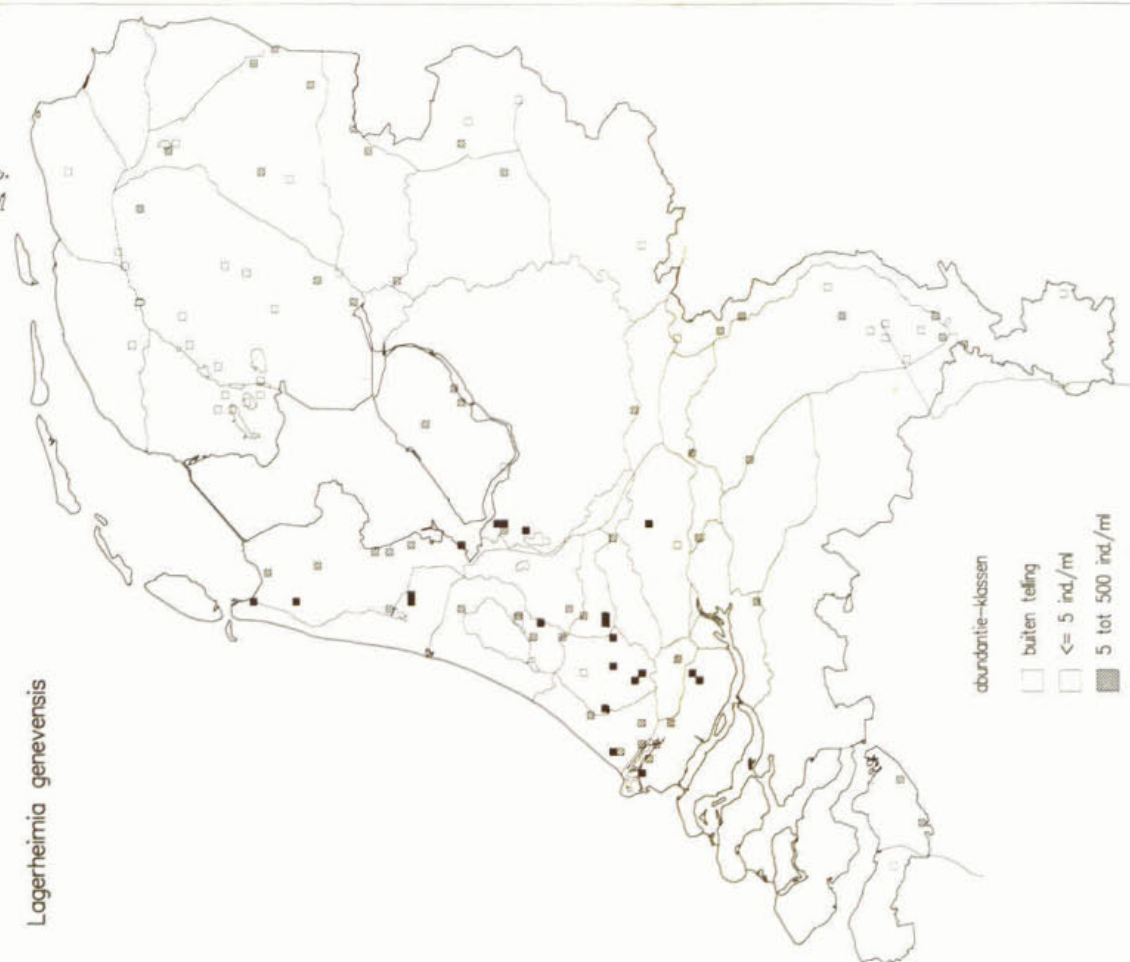 Lagerheimia genevensis
abundantie-klassen
buiten telling
<= 5 ind./ml
5 tot 500 ind./ml